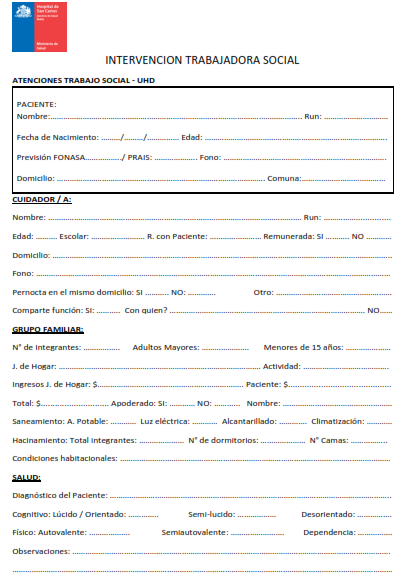 Hospital de
San Camilo
Ministerio de
Salud
INTERVENCION TRABAJADORA SOCIAL
ATENCIONES TRABAJO SOCIAL - UHD
PACIENTE:
Nombre:............................................................ Run: ....................
Fecha de Nacimiento: ......../........./......... Edad: ............................................................
Previsión FONASA............../ PRAIS: ................ Fono: ......................................................
Domicilio: ............................................................ Comuna:..............................
CUIDADOR / A:
Nombre: ............................................................ Run: ......................
Edad: ......... Escolar: ..................... R. con Paciente: .................... Remunerada: SI .......... NO ..........
Domicilio: ............................................................
Fono: ............................................................
Pernocta en el mismo domicilio: SI ......... NO: .......... Otro: ........................................
Comparte función: SI: ......... Con quien? ............................................................ NO......
GRUPO FAMILIAR:
N° de Integrantes: .............. Adultos Mayores: .................. Menores de 15 años: ..................
J. de Hogar: ............................................................ Actividad: ..............................
Ingresos J. de Hogar: $............................................................ Paciente: $..............................
Total: $........................ Apoderado: SI: ......... NO: .......... Nombre: ........................................
Saneamiento: A. Potable: .......... Luz eléctrica: .......... Alcantarillado: ........... Climatización: ..........
Hacinamiento: Total Integrantes: .............. N° de dormitorios: .................. N° Camas: ................
Condiciones habitacionales: ............................................................
SALUD:
Diagnóstico del Paciente: ............................................................
Cognitivo: Lúcido / Orientado: ............ Semi-lucido: ................ Desorientado: ..............
Físico: Autovalente: ................ Semiautovalente: ...................... Dependencia: ..............
Observaciones: ............................................................
............................................................